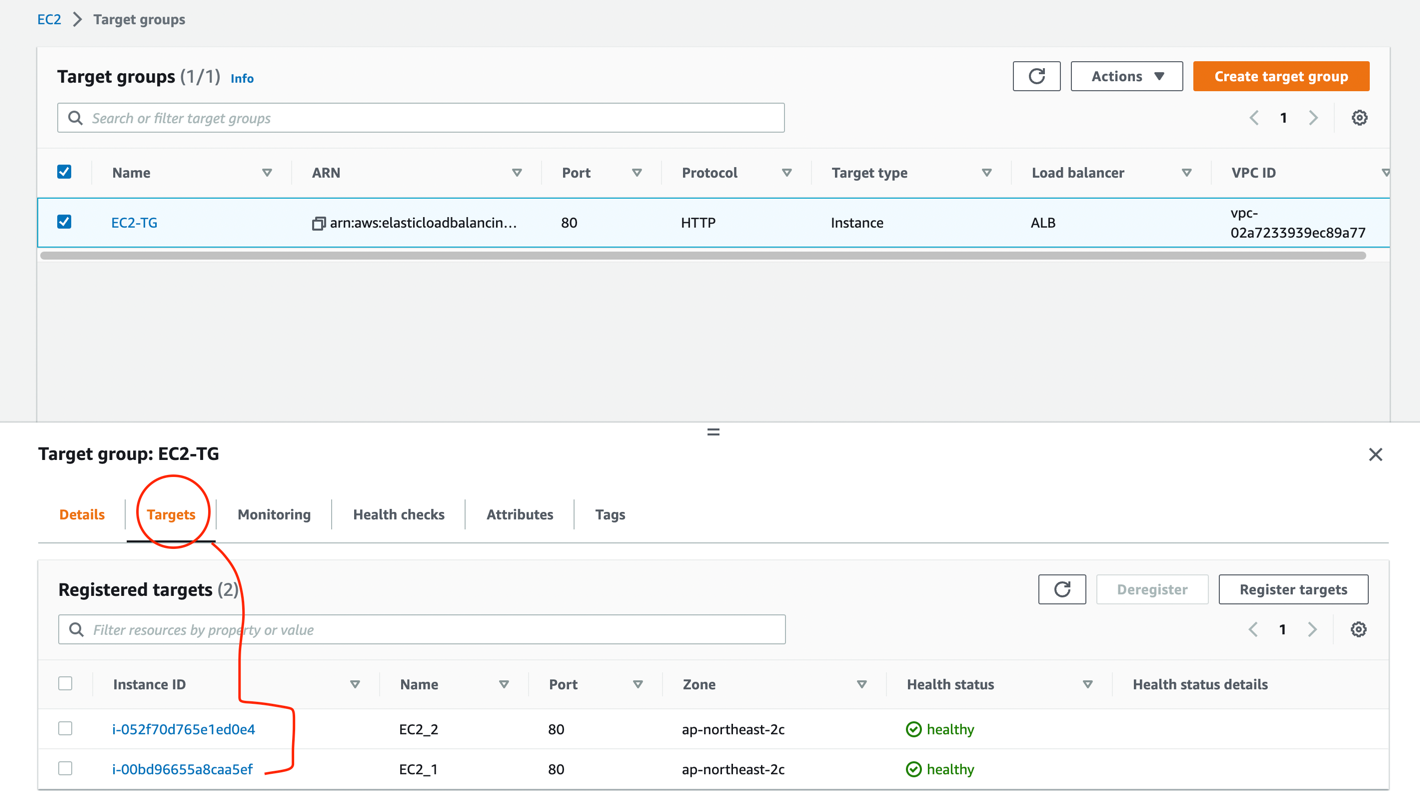 EC2 > Target groups
Target groups (1/1) Info
Actions Create target group
Search or filter target groups
1
Name ARN Port Protocol Target type Load balancer VPC ID
EC2-TG arn:aws:elasticloadbalancin... 80 HTTP Instance ALB vpc-
02a7233939ec89a77
Target group: EC2-TG
Details Targets Monitoring Health checks Attributes Tags
Registered targets (2)
Deregister Register targets
Filter resources by property or value
1
Instance ID Name Port Zone Health status Health status details
i-052f70d765e1ed0e4 EC2_2 80 ap-northeast-2c healthy
i-00bd96655a8caa5ef EC2_1 80 ap-northeast-2c healthy